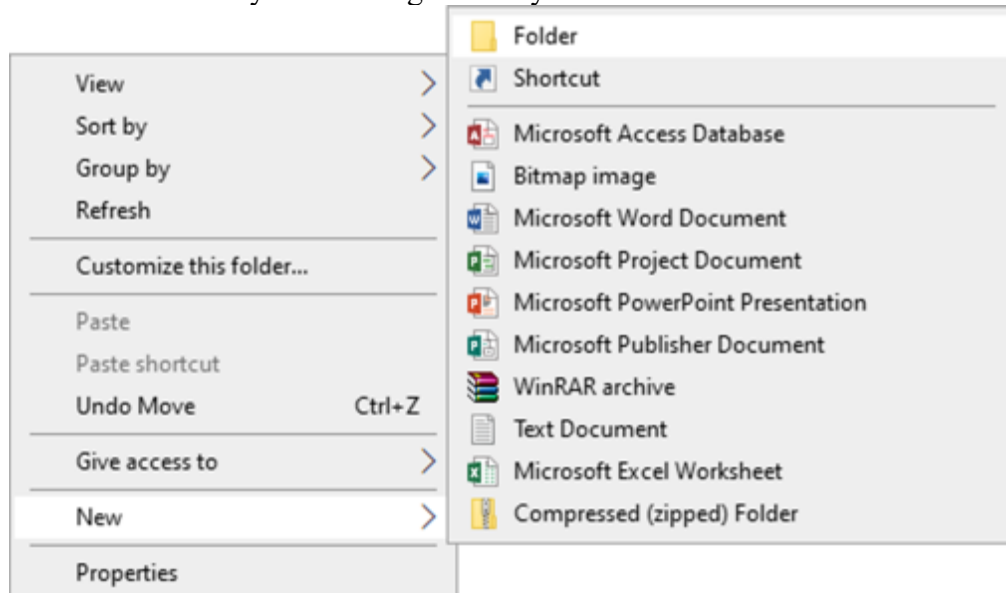 View
Sort by
Group by
Refresh
Customize this folder...
Paste
Paste shortcut
Undo Move Ctrl+Z
Give access to
New
Properties
Folder
Shortcut
Microsoft Access Database
Bitmap image
Microsoft Word Document
Microsoft Project Document
Microsoft PowerPoint Presentation
Microsoft Publisher Document
WinRAR archive
Text Document
Microsoft Excel Worksheet
Compressed (zipped) Folder